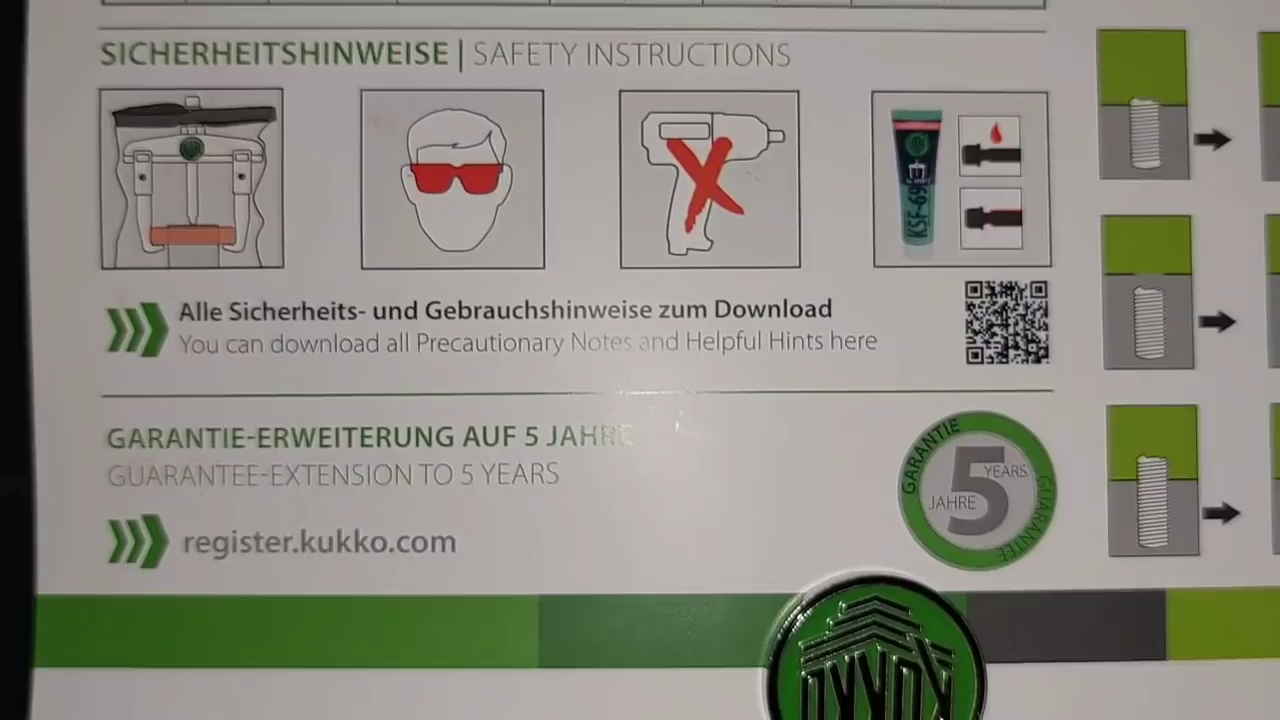 SICHERHEITSHINWEISE | SAFETY INSTRUCTIONS
KSF-69
Alle Sicherheits- und Gebrauchshinweise zum Download
You can download all Precautionary Notes and Helpful Hints here
GARANTIE-ERWEITERUNG AUF 5 JAHRE
GUARANTEE-EXTENSION TO 5 YEARS
GARANTIE
5
YEARS
JAHRE
GUARANTEE
register.kukko.com
KUKKO